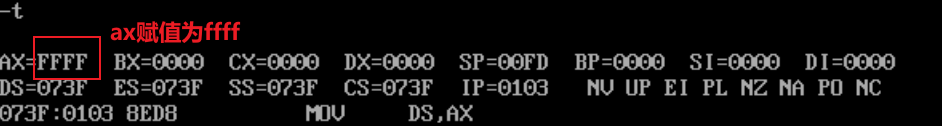 -t
ax赋值为ffff
AX=FFFF BX=0000 CX=0000 DX=0000 SP=00FD BP=0000 SI=0000 DI=0000
DS=073F ES=073F SS=073F CS=073F IP=0103 NV UP EI PL NZ NA PO NC
073F:0103 8ED8 MOV DS,AX